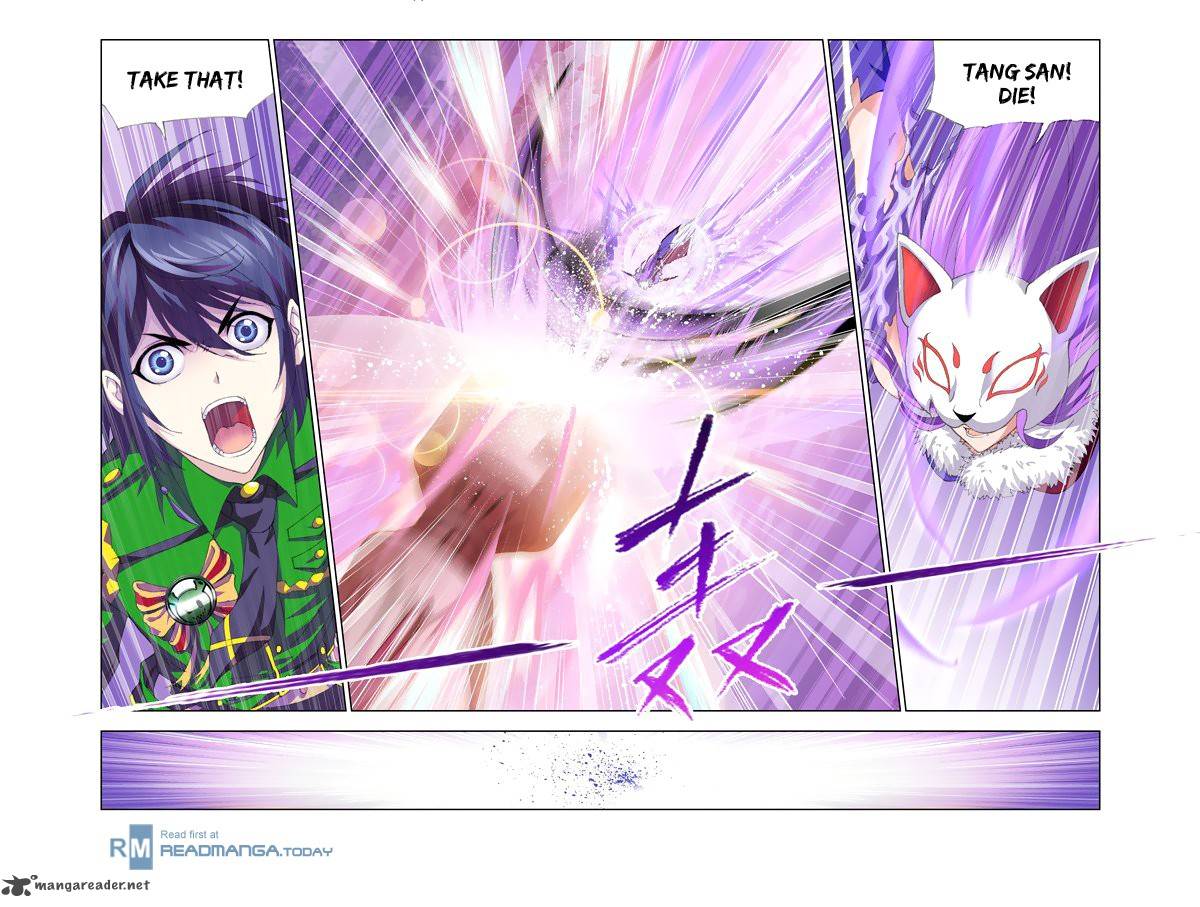 TAKE THAT!
TANG SAN!
DIE!
轰
RM
Read first at
READMANGA.TODAY
mangareader.net